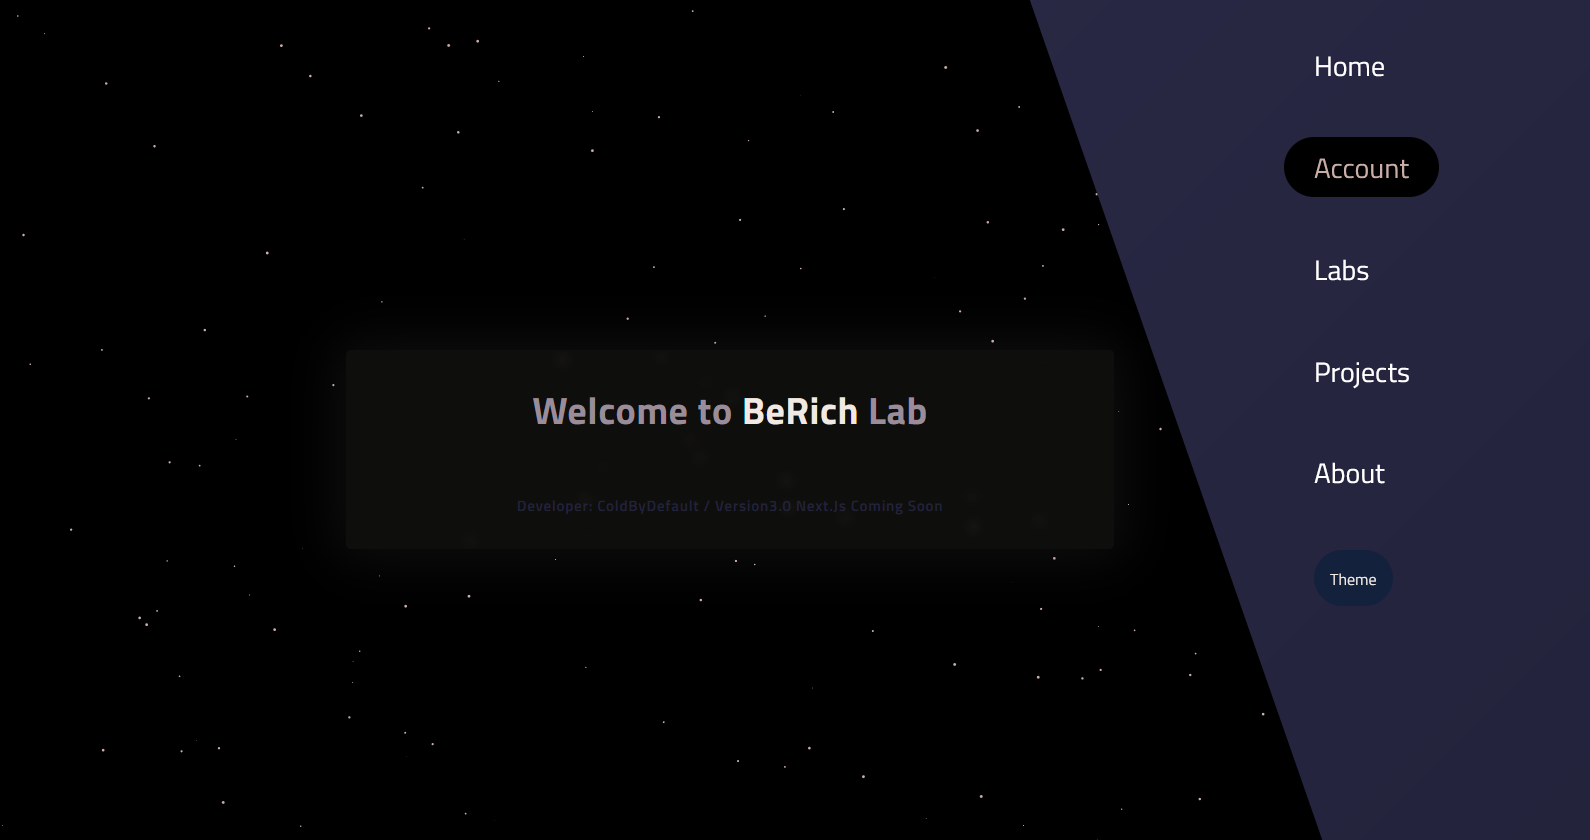 Home
Account
Labs
Projects
About
Theme
Welcome to BeRich Lab
Developer: ColdByDefault / Version3.0 Next.Js Coming Soon